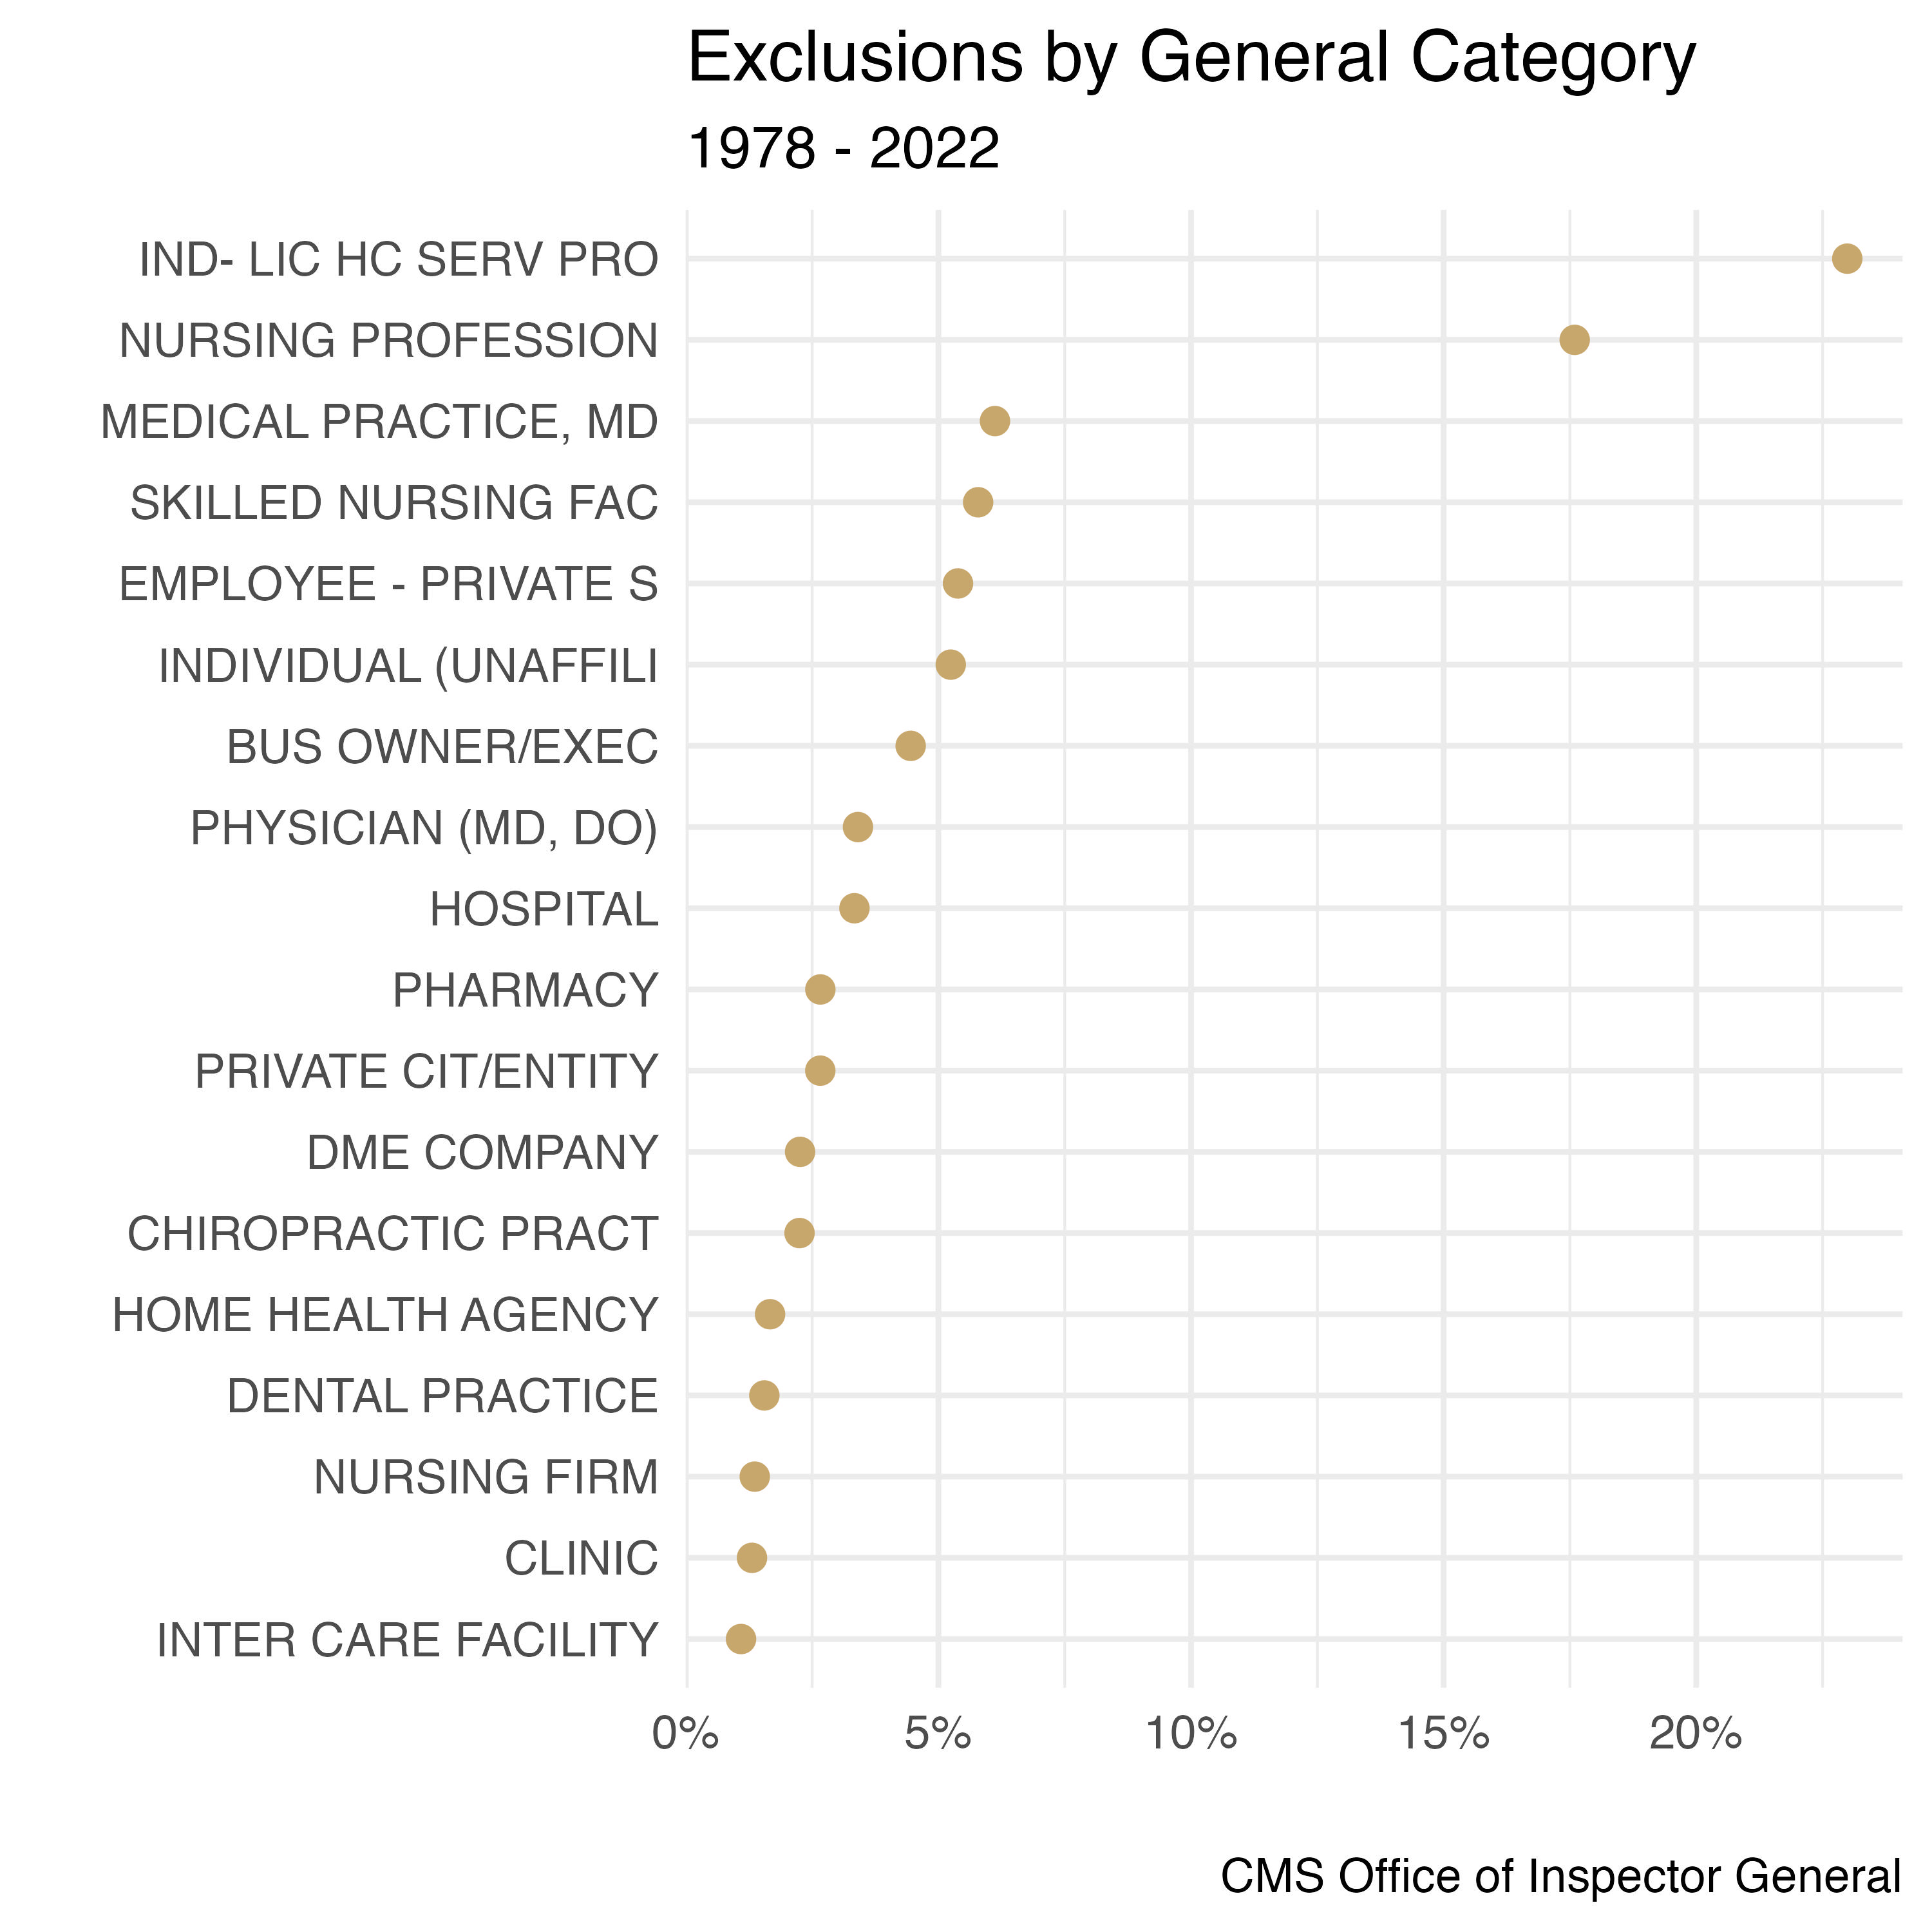 Exclusions by General Category
1978 - 2022
IND- LIC HC SERV PRO
NURSING PROFESSION
MEDICAL PRACTICE, MD
SKILLED NURSING FAC
EMPLOYEE - PRIVATE S
INDIVIDUAL (UNAFFILI
BUS OWNER/EXEC
PHYSICIAN (MD, DO)
HOSPITAL
PHARMACY
PRIVATE CIT/ENTITY
DME COMPANY
CHIROPRACTIC PRACT
HOME HEALTH AGENCY
DENTAL PRACTICE
NURSING FIRM
CLINIC
INTER CARE FACILITY
0% 5% 10% 15% 20%
CMS Office of Inspector General